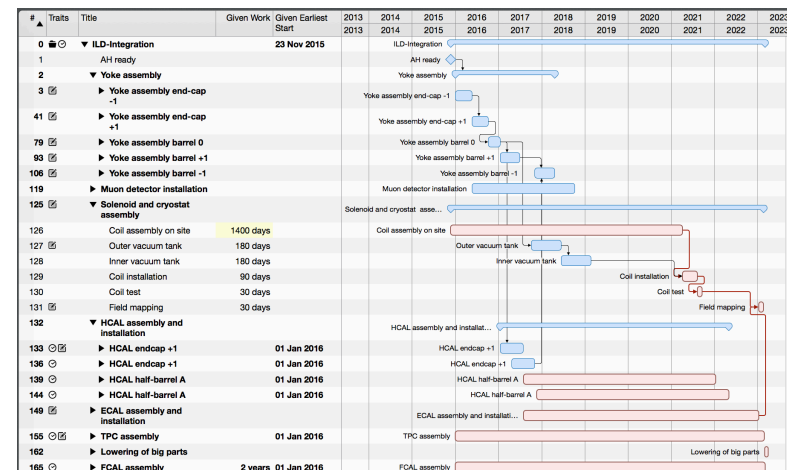 # Traits Title Given Work Given Earliest Start 2013 2014 2015 2016 2017 2018 2019 2020 2021 2022 2023
2013 2014 2015 2016 2017 2018 2019 2020 2021 2022 2023
0 ILD-Integration 23 Nov 2015 ILD-Integration
1 AH ready AH ready
2 Yoke assembly Yoke assembly
3 Yoke assembly end-cap -1 Yoke assembly end-cap -1
41 Yoke assembly end-cap +1 Yoke assembly end-cap +1
79 Yoke assembly barrel 0 Yoke assembly barrel 0
93 Yoke assembly barrel +1 Yoke assembly barrel +1
106 Yoke assembly barrel -1 Yoke assembly barrel -1
119 Muon detector installation Muon detector installation
125 Solenoid and cryostat assembly Solenoid and cryostat asse...
126 Coil assembly on site 1400 days Coil assembly on site
127 Outer vacuum tank 180 days Outer vacuum tank
128 Inner vacuum tank 180 days Inner vacuum tank
129 Coil installation 90 days Coil installation
130 Coil test 30 days Coil test
131 Field mapping 30 days Field mapping
132 HCAL assembly and installation HCAL assembly and installat...
133 HCAL endcap +1 01 Jan 2016 HCAL endcap +1
136 HCAL endcap +1 01 Jan 2016 HCAL endcap +1
139 HCAL half-barrel A 01 Jan 2016 HCAL half-barrel A
144 HCAL half-barrel A 01 Jan 2016 HCAL half-barrel A
149 ECAL assembly and installation ECAL assembly and installati...
155 TPC assembly 01 Jan 2016 TPC assembly
162 Lowering of big parts Lowering of big parts
165 FCAL assembly 2 years 01 Jan 2016 FCAL assembly